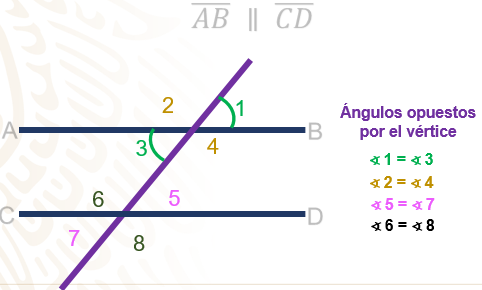 AB ∥ CD
2
1
A
B
3
4
Ángulos opuestos
por el vértice
∢ 1 = ∢ 3
∢ 2 = ∢ 4
∢ 5 = ∢ 7
∢ 6 = ∢ 8
6
5
C
D
7
8